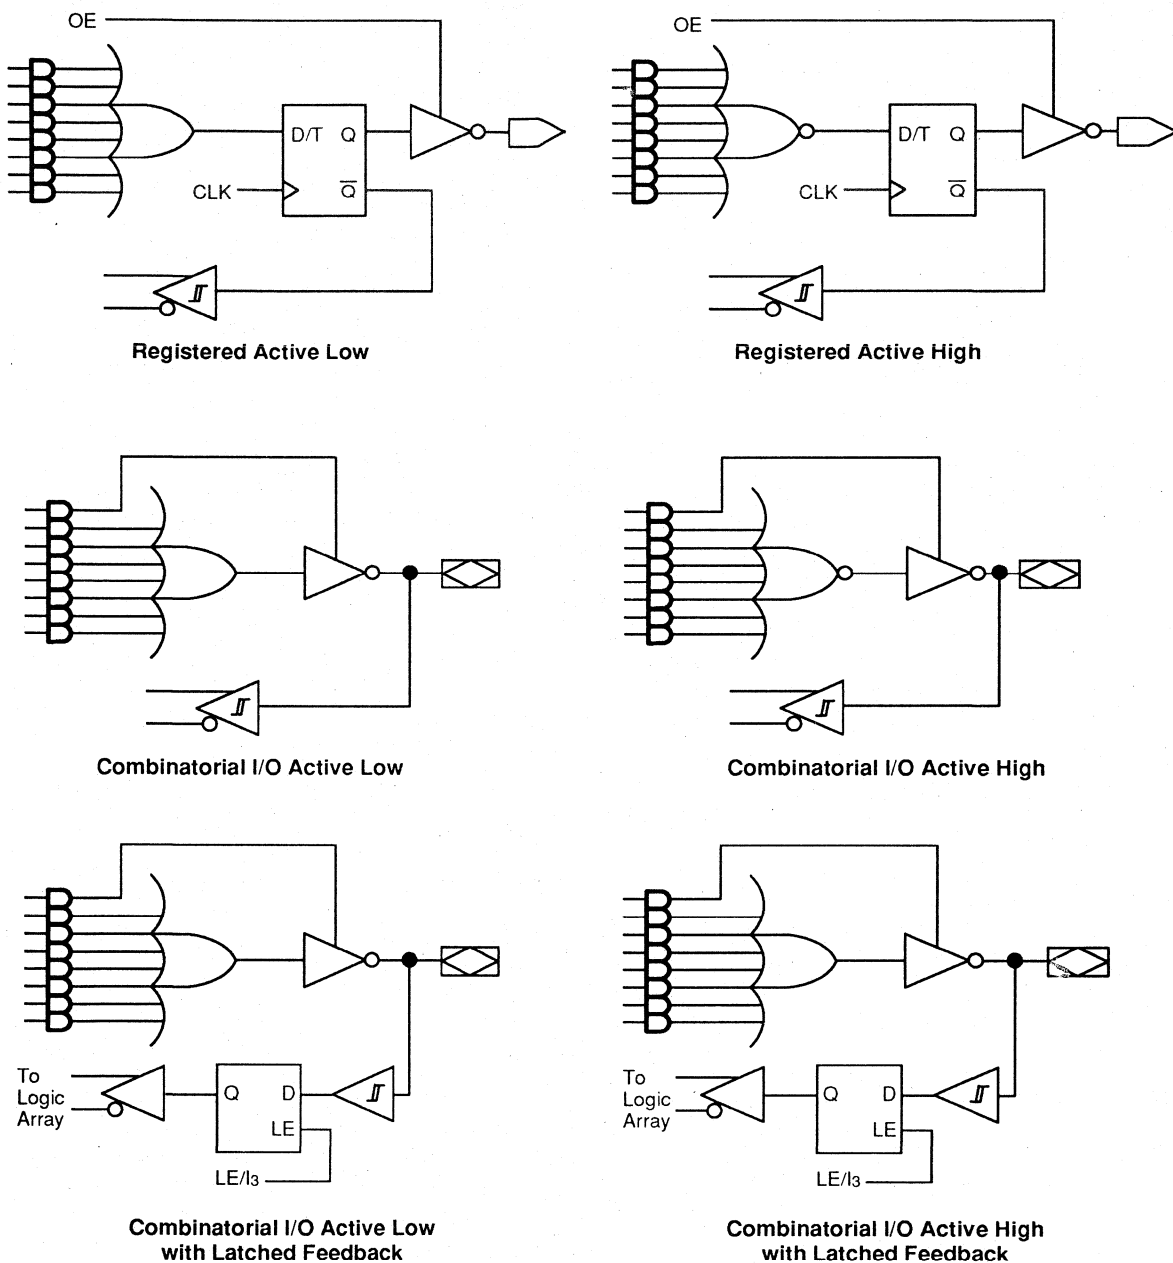 OE
OE
D/T Q
D/T Q
CLK
Q
CLK
Q
Registered Active Low
Registered Active High
Combinatorial I/O Active Low
Combinatorial I/O Active High
To
Logic
Array
Q D
LE
LE/I3
To
Logic
Array
Q D
LE
LE/I3
Combinatorial I/O Active Low
with Latched Feedback
Combinatorial I/O Active High
with Latched Feedback